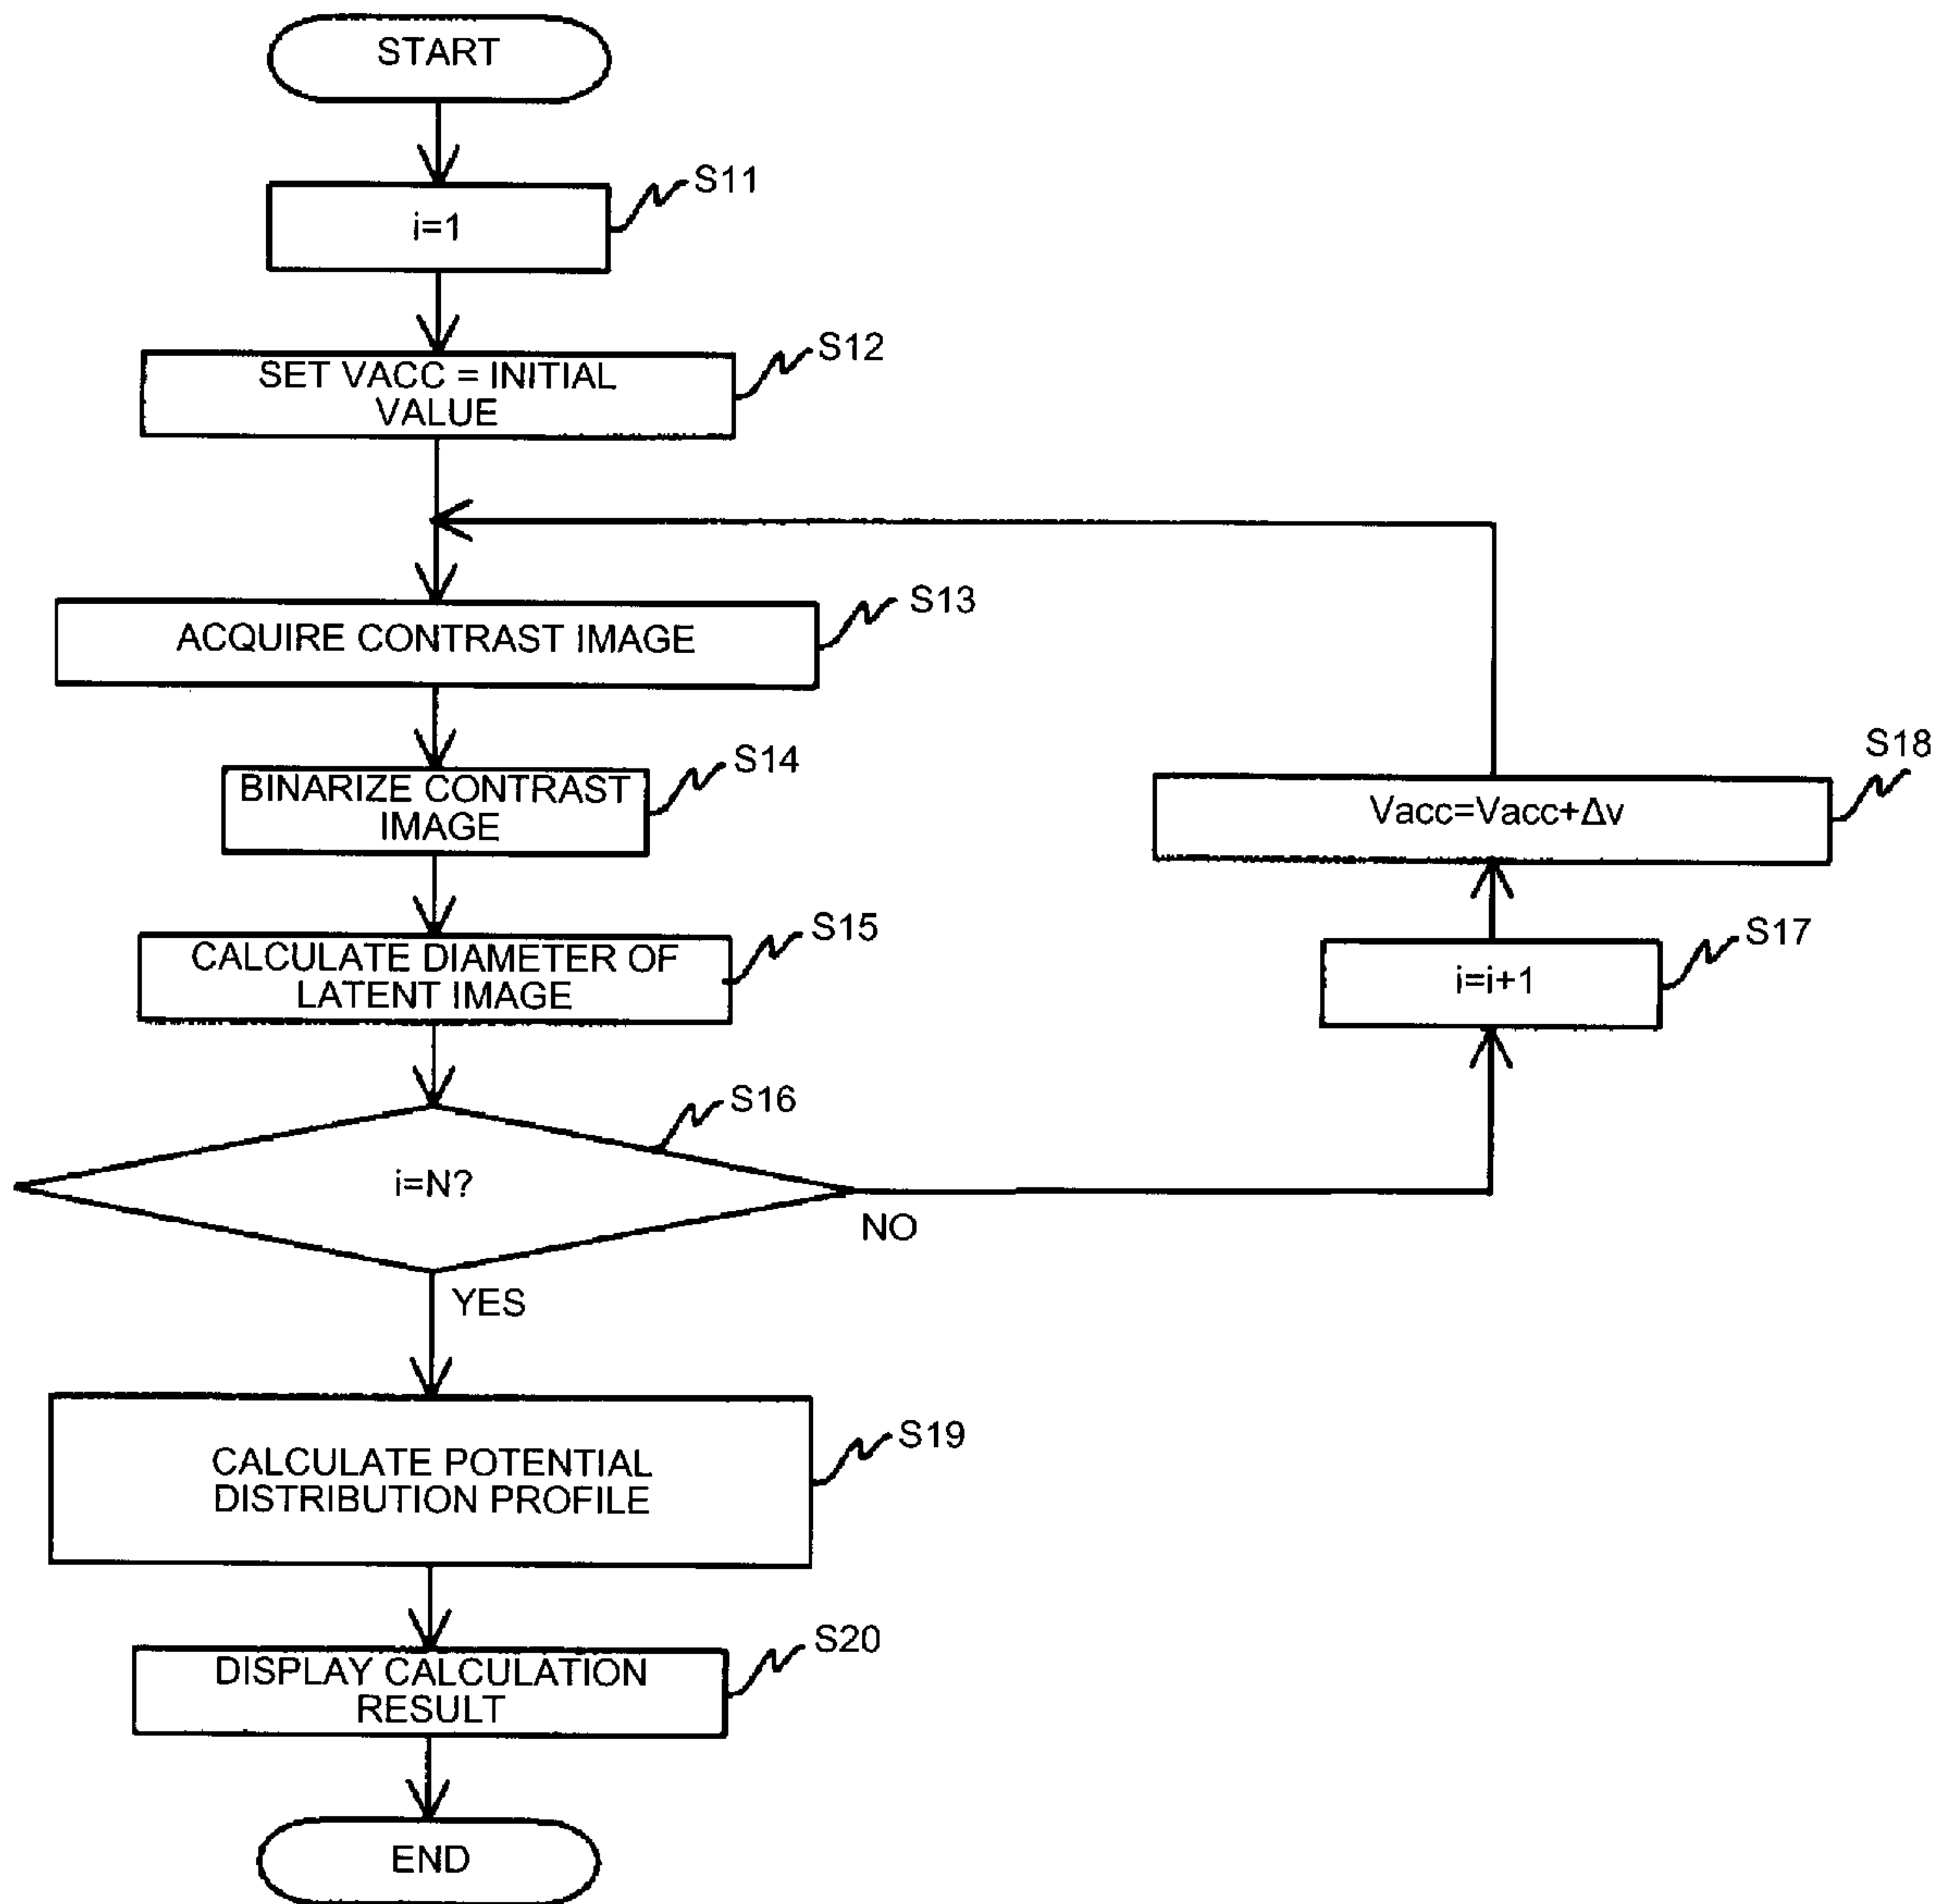 START
S11
i=1
S12
SET VACC = INITIAL
VALUE
S13
ACQUIRE CONTRAST IMAGE
S14
BINARIZE CONTRAST
IMAGE
S18
Vacc=Vacc+Δv
S15
CALCULATE DIAMETER OF
LATENT IMAGE
S17
i=i+1
S16
i=N?
NO
YES
S19
CALCULATE POTENTIAL
DISTRIBUTION PROFILE
S20
DISPLAY CALCULATION
RESULT
END